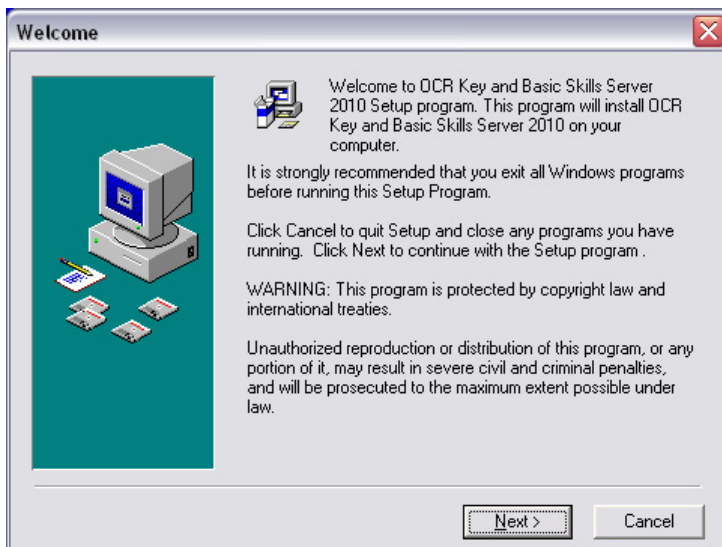 Welcome
Welcome to OCR Key and Basic Skills Server
2010 Setup program. This program will install OCR
Key and Basic Skills Server 2010 on your
computer.
It is strongly recommended that you exit all Windows programs
before running this Setup Program.
Click Cancel to quit Setup and close any programs you have
running. Click Next to continue with the Setup program .
WARNING: This program is protected by copyright law and
international treaties.
Unauthorized reproduction or distribution of this program, or any
portion of it, may result in severe civil and criminal penalties,
and will be prosecuted to the maximum extent possible under
law.
Next >
Cancel